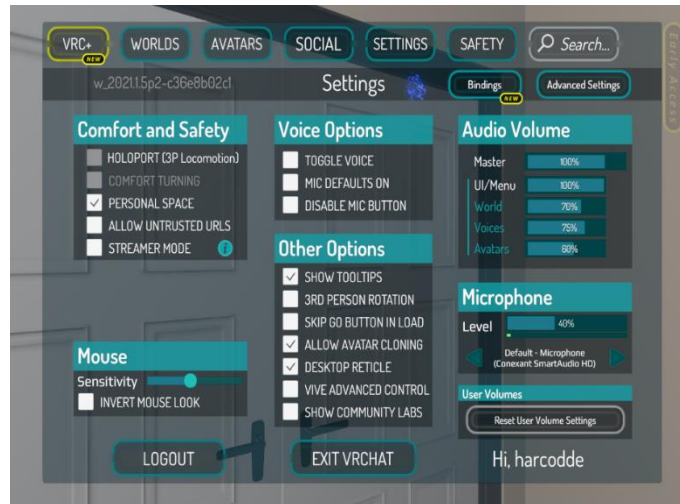 VRC+
NEW
WORLDS
AVATARS
SOCIAL
SETTINGS
SAFETY
Search...
Early Access
w_2021.1.5p2-c36e8b02c1
Settings
Bindings
NEW
Advanced Settings
Comfort and Safety
HOLOPORT (3P Locomotion)
COMFORT TURNING
PERSONAL SPACE
ALLOW UNTRUSTED URLS
STREAMER MODE
i
Mouse
Sensitivity
INVERT MOUSE LOOK
LOGOUT
Voice Options
TOGGLE VOICE
MIC DEFAULTS ON
DISABLE MIC BUTTON
Other Options
SHOW TOOLTIPS
3RD PERSON ROTATION
SKIP GO BUTTON IN LOAD
ALLOW AVATAR CLONING
DESKTOP RETICLE
VIVE ADVANCED CONTROL
SHOW COMMUNITY LABS
EXIT VRCHAT
Audio Volume
Master 100%
UI/Menu 100%
World 70%
Voices 75%
Avatars 60%
Microphone
Level 40%
Default - Microphone
(Conexant SmartAudio HD)
User Volumes
Reset User Volume Settings
Hi, harcodde